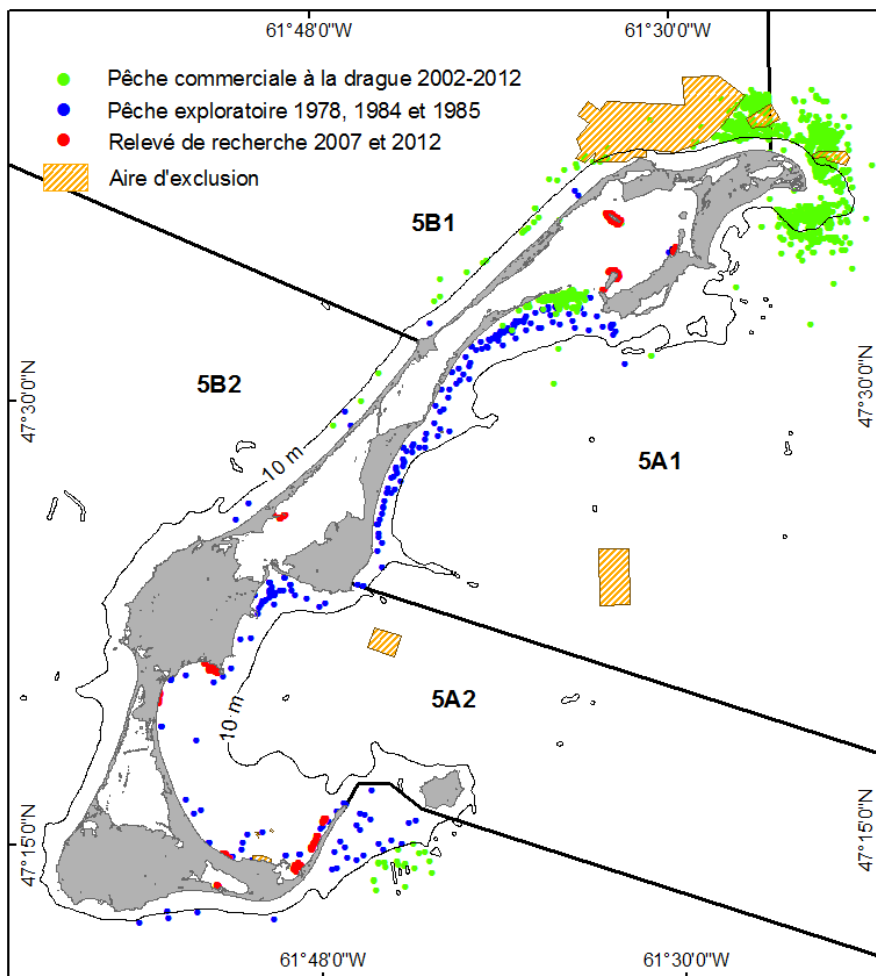 61°48'0"W
61°30'0"W
Pêche commerciale à la drague 2002-2012
Pêche exploratoire 1978, 1984 et 1985
Relevé de recherche 2007 et 2012
Aire d'exclusion
5B1
5B2
47°30'0"N
47°30'0"N
10 m
5A1
5A2
10 m
47°15'0"N
47°15'0"N
61°48'0"W
61°30'0"W